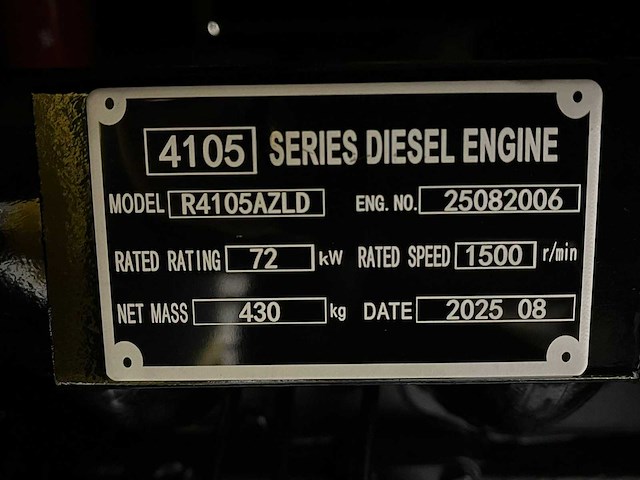 4105 SERIES DIESEL ENGINE
MODEL R4105AZLD ENG. NO. 25082006
RATED RATING 72 kW RATED SPEED 1500 r/min
NET MASS 430 kg DATE 2025 08